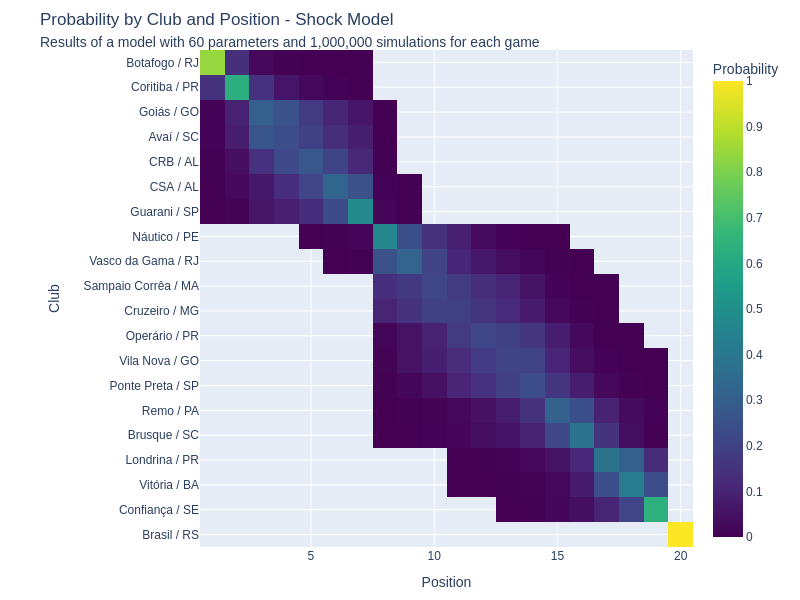 Probability by Club and Position - Shock Model
Results of a model with 60 parameters and 1,000,000 simulations for each game
Probability
Botafogo / RJ
Coritiba / PR
Goiás / GO
Avaí / SC
CRB / AL
CSA / AL
Guarani / SP
Náutico / PE
Vasco da Gama / RJ
Sampaio Corrêa / MA
Cruzeiro / MG
Operário / PR
Vila Nova / GO
Ponte Preta / SP
Remo / PA
Brusque / SC
Londrina / PR
Vitória / BA
Confiança / SE
Brasil / RS
Club
5
10
15
20
Position
1
0.9
0.8
0.7
0.6
0.5
0.4
0.3
0.2
0.1
0